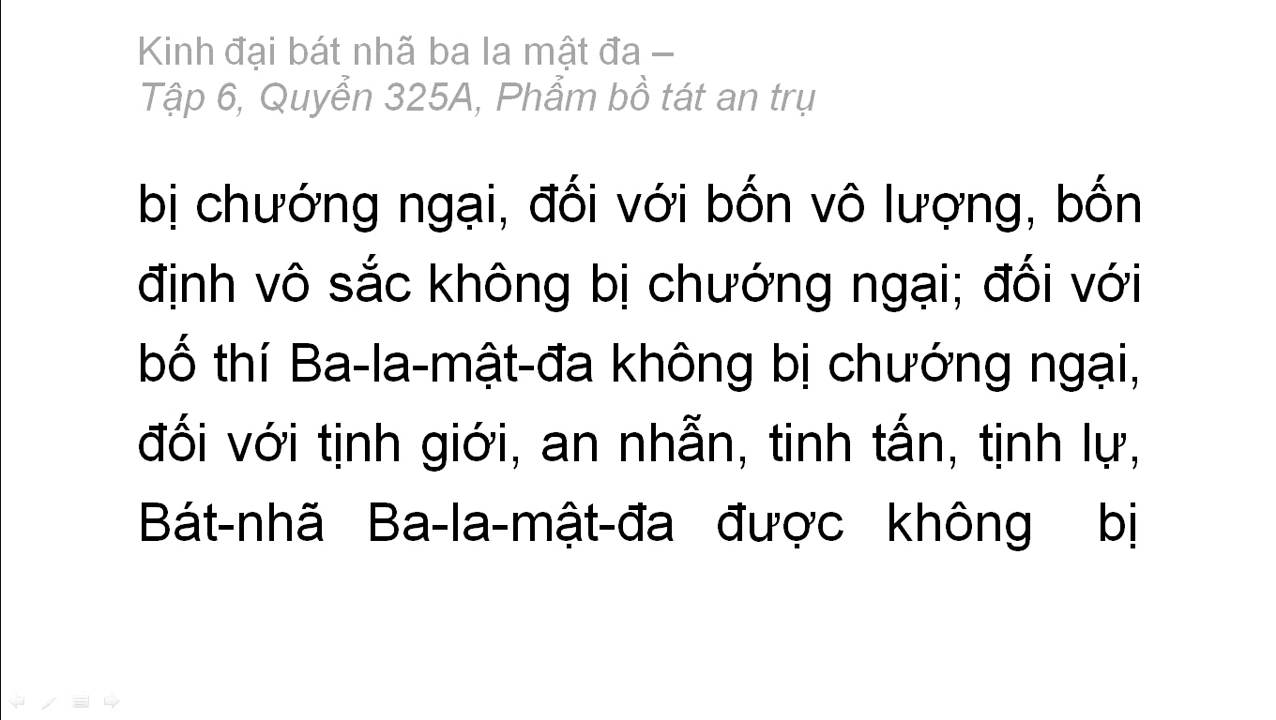 Kinh đại bát nhã ba la mật đa –
Tập 6, Quyển 325A, Phẩm bồ tát an trụ
bị chướng ngại, đối với bốn vô lượng, bốn
định vô sắc không bị chướng ngại; đối với
bố thí Ba-la-mật-đa không bị chướng ngại,
đối với tịnh giới, an nhẫn, tinh tấn, tịnh lự,
Bát-nhã Ba-la-mật-đa được không bị